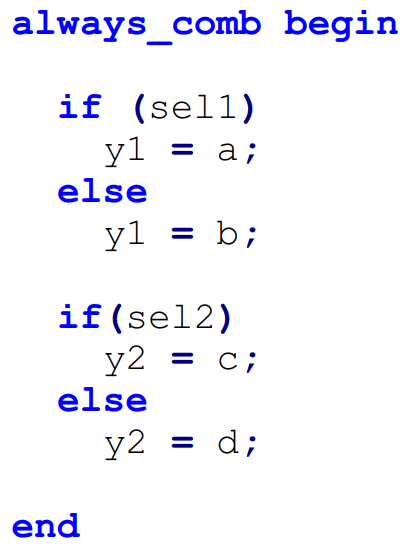 always_comb begin
if (sel1)
y1 = a;
else
y1 = b;
if(sel2)
y2 = c;
else
y2 = d;
end